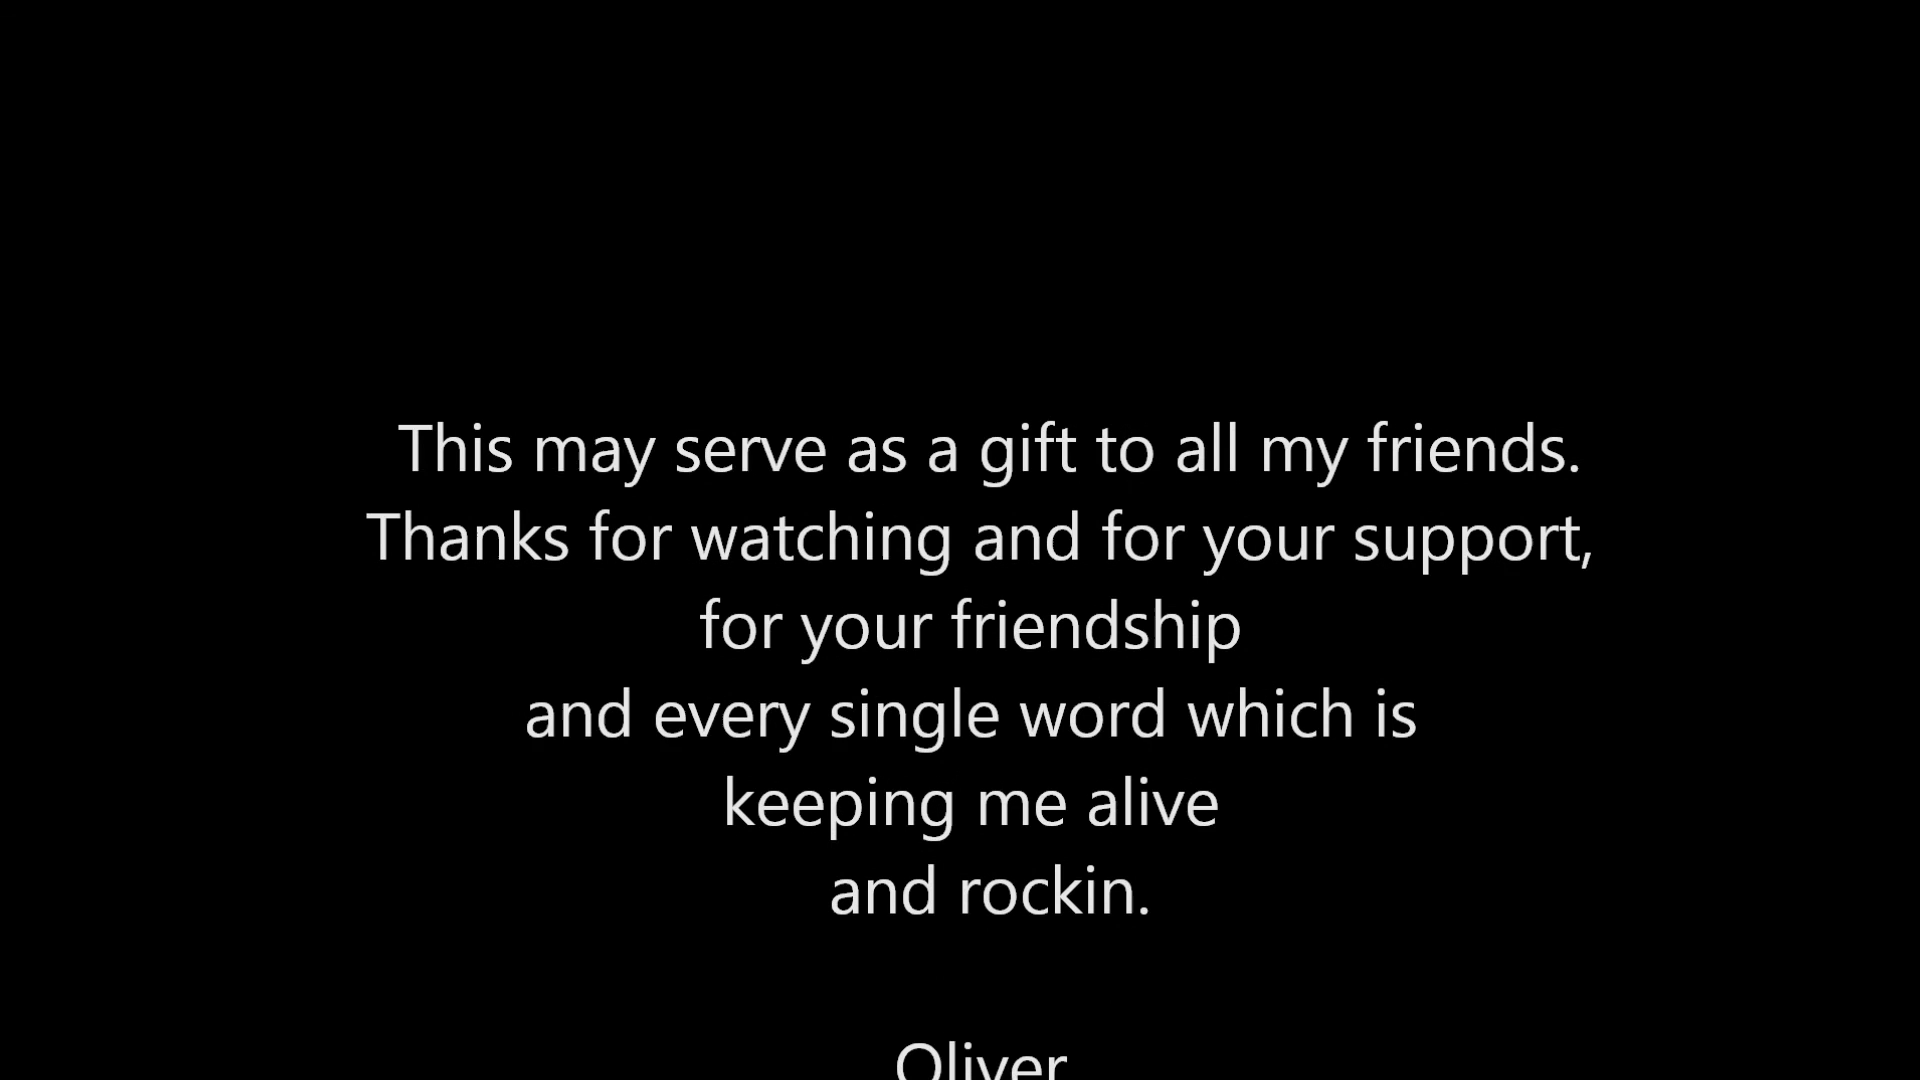 This may serve as a gift to all my friends.
Thanks for watching and for your support,
for your friendship
and every single word which is
keeping me alive
and rockin.
Oliver